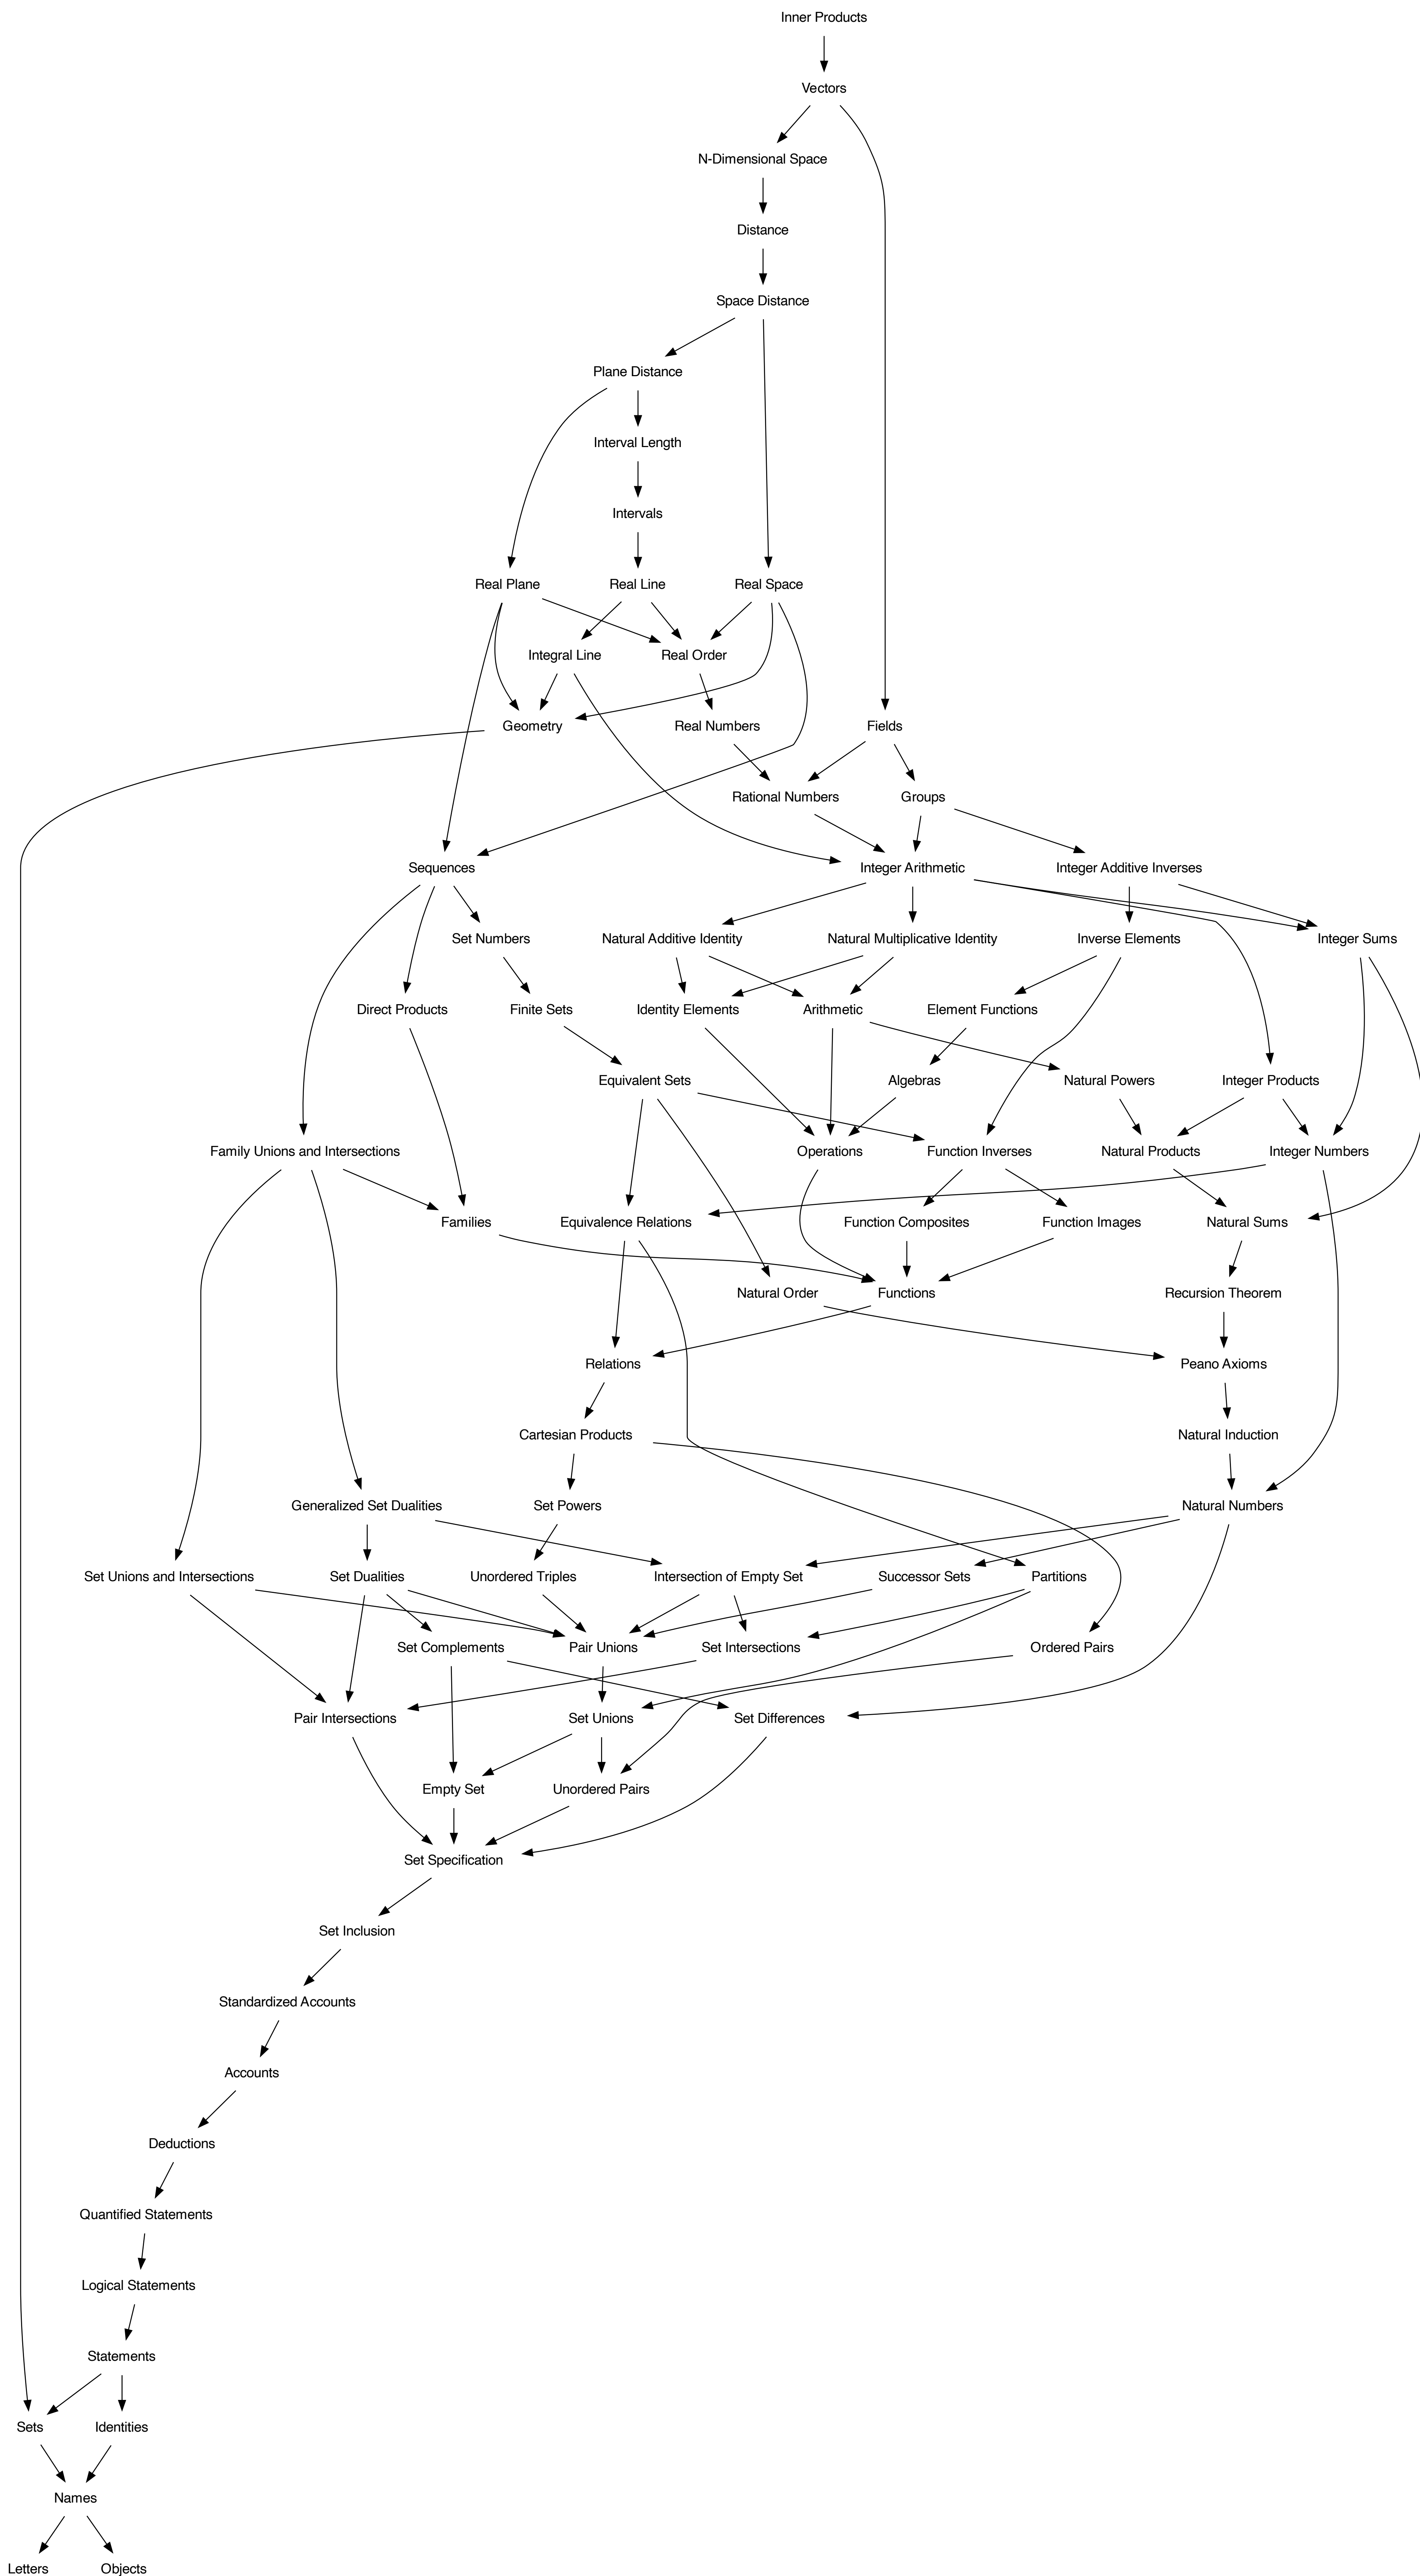 Inner Products
Vectors
N-Dimensional Space
Distance
Space Distance
Plane Distance
Interval Length
Intervals
Real Plane
Real Line
Real Space
Integral Line
Real Order
Geometry
Real Numbers
Fields
Rational Numbers
Groups
Sequences
Integer Arithmetic
Integer Additive Inverses
Set Numbers
Natural Additive Identity
Natural Multiplicative Identity
Inverse Elements
Integer Sums
Direct Products
Finite Sets
Identity Elements
Arithmetic
Element Functions
Equivalent Sets
Algebras
Natural Powers
Integer Products
Family Unions and Intersections
Operations
Function Inverses
Natural Products
Integer Numbers
Families
Equivalence Relations
Function Composites
Function Images
Natural Sums
Natural Order
Functions
Recursion Theorem
Relations
Peano Axioms
Cartesian Products
Natural Induction
Generalized Set Dualities
Set Powers
Natural Numbers
Set Unions and Intersections
Set Dualities
Unordered Triples
Intersection of Empty Set
Successor Sets
Partitions
Set Complements
Pair Unions
Set Intersections
Ordered Pairs
Pair Intersections
Set Unions
Set Differences
Empty Set
Unordered Pairs
Set Specification
Set Inclusion
Standardized Accounts
Accounts
Deductions
Quantified Statements
Logical Statements
Statements
Sets
Identities
Names
Letters
Objects